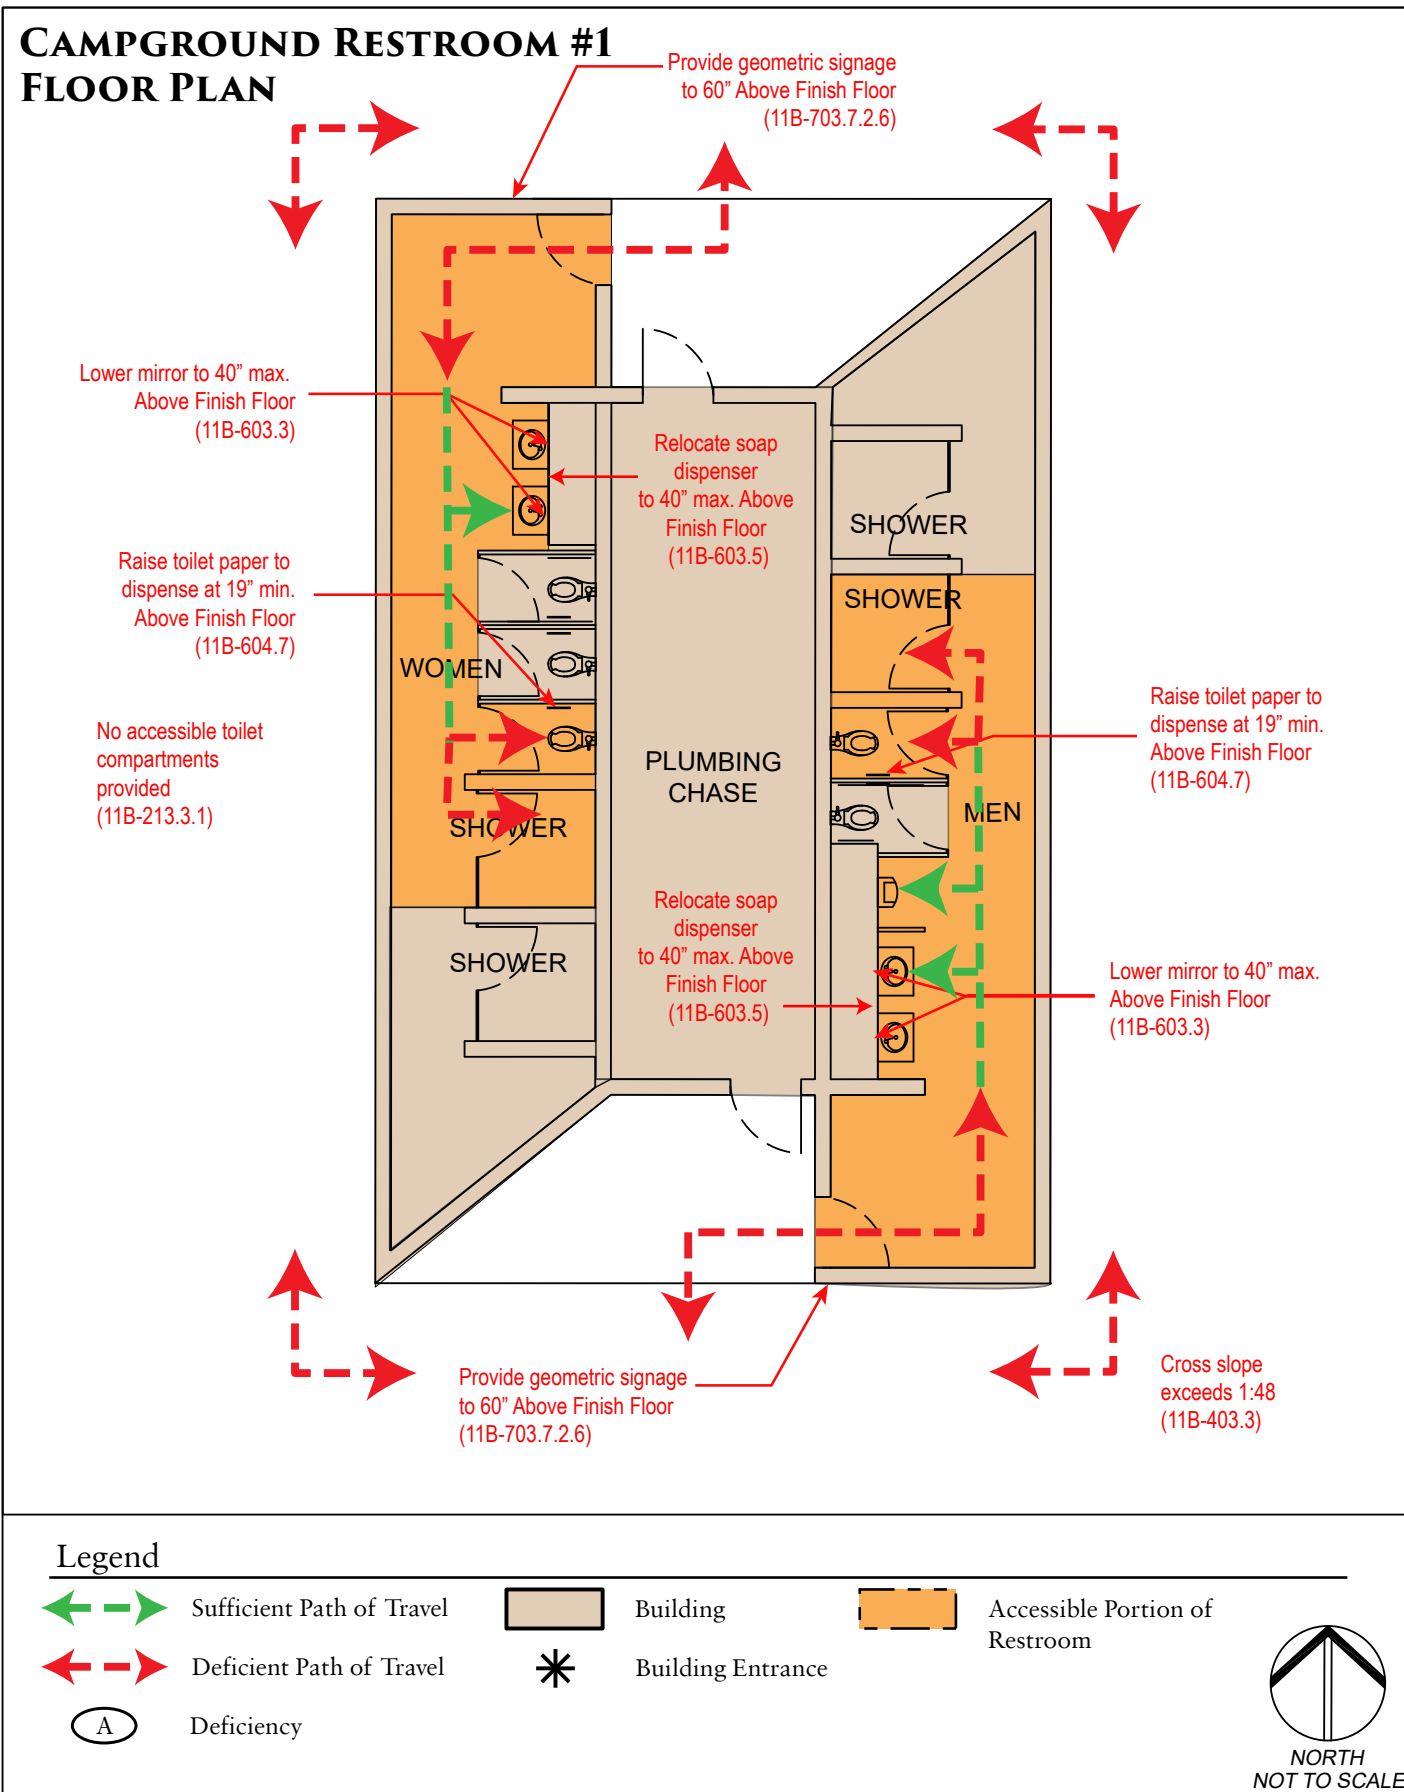 CAMPGROUND RESTROOM #1
FLOOR PLAN
Provide geometric signage
to 60” Above Finish Floor
(11B-703.7.2.6)
Lower mirror to 40” max.
Above Finish Floor
(11B-603.3)
Relocate soap
dispenser
to 40” max. Above
Finish Floor
(11B-603.5)
SHOWER
Raise toilet paper to
dispense at 19” min.
Above Finish Floor
(11B-604.7)
SHOWER
WOMEN
No accessible toilet
compartments
provided
(11B-213.3.1)
PLUMBING
CHASE
Raise toilet paper to
dispense at 19” min.
Above Finish Floor
(11B-604.7)
MEN
SHOWER
Relocate soap
dispenser
to 40” max. Above
Finish Floor
(11B-603.5)
SHOWER
Lower mirror to 40” max.
Above Finish Floor
(11B-603.3)
Provide geometric signage
to 60” Above Finish Floor
(11B-703.7.2.6)
Cross slope
exceeds 1:48
(11B-403.3)
Legend
Sufficient Path of Travel
Building
Accessible Portion of
Restroom
Deficient Path of Travel
Building Entrance
A
Deficiency
NORTH
NOT TO SCALE